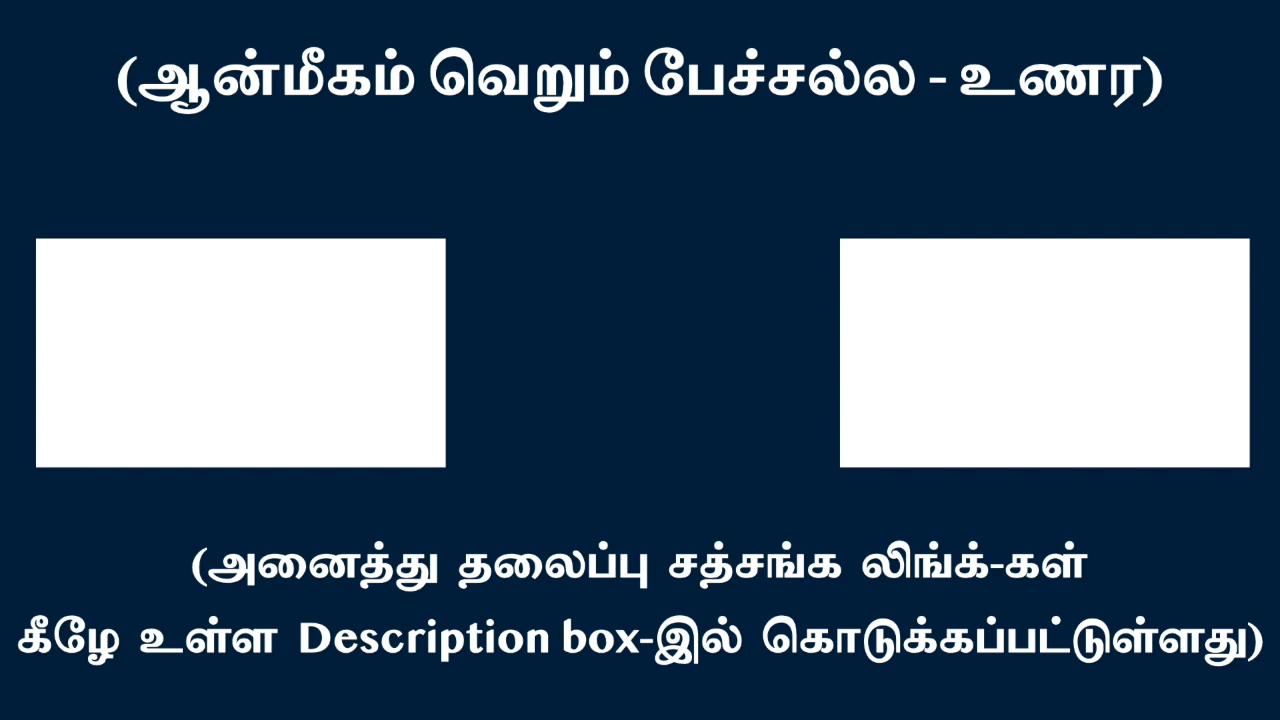 (ஆன்மீகம் வெறும் பேச்சல்ல - உணர)
(அனைத்து தலைப்பு சத்சங்க லிங்க்-கள்
கீழே உள்ள Description box-இல் கொடுக்கப்பட்டுள்ளது)